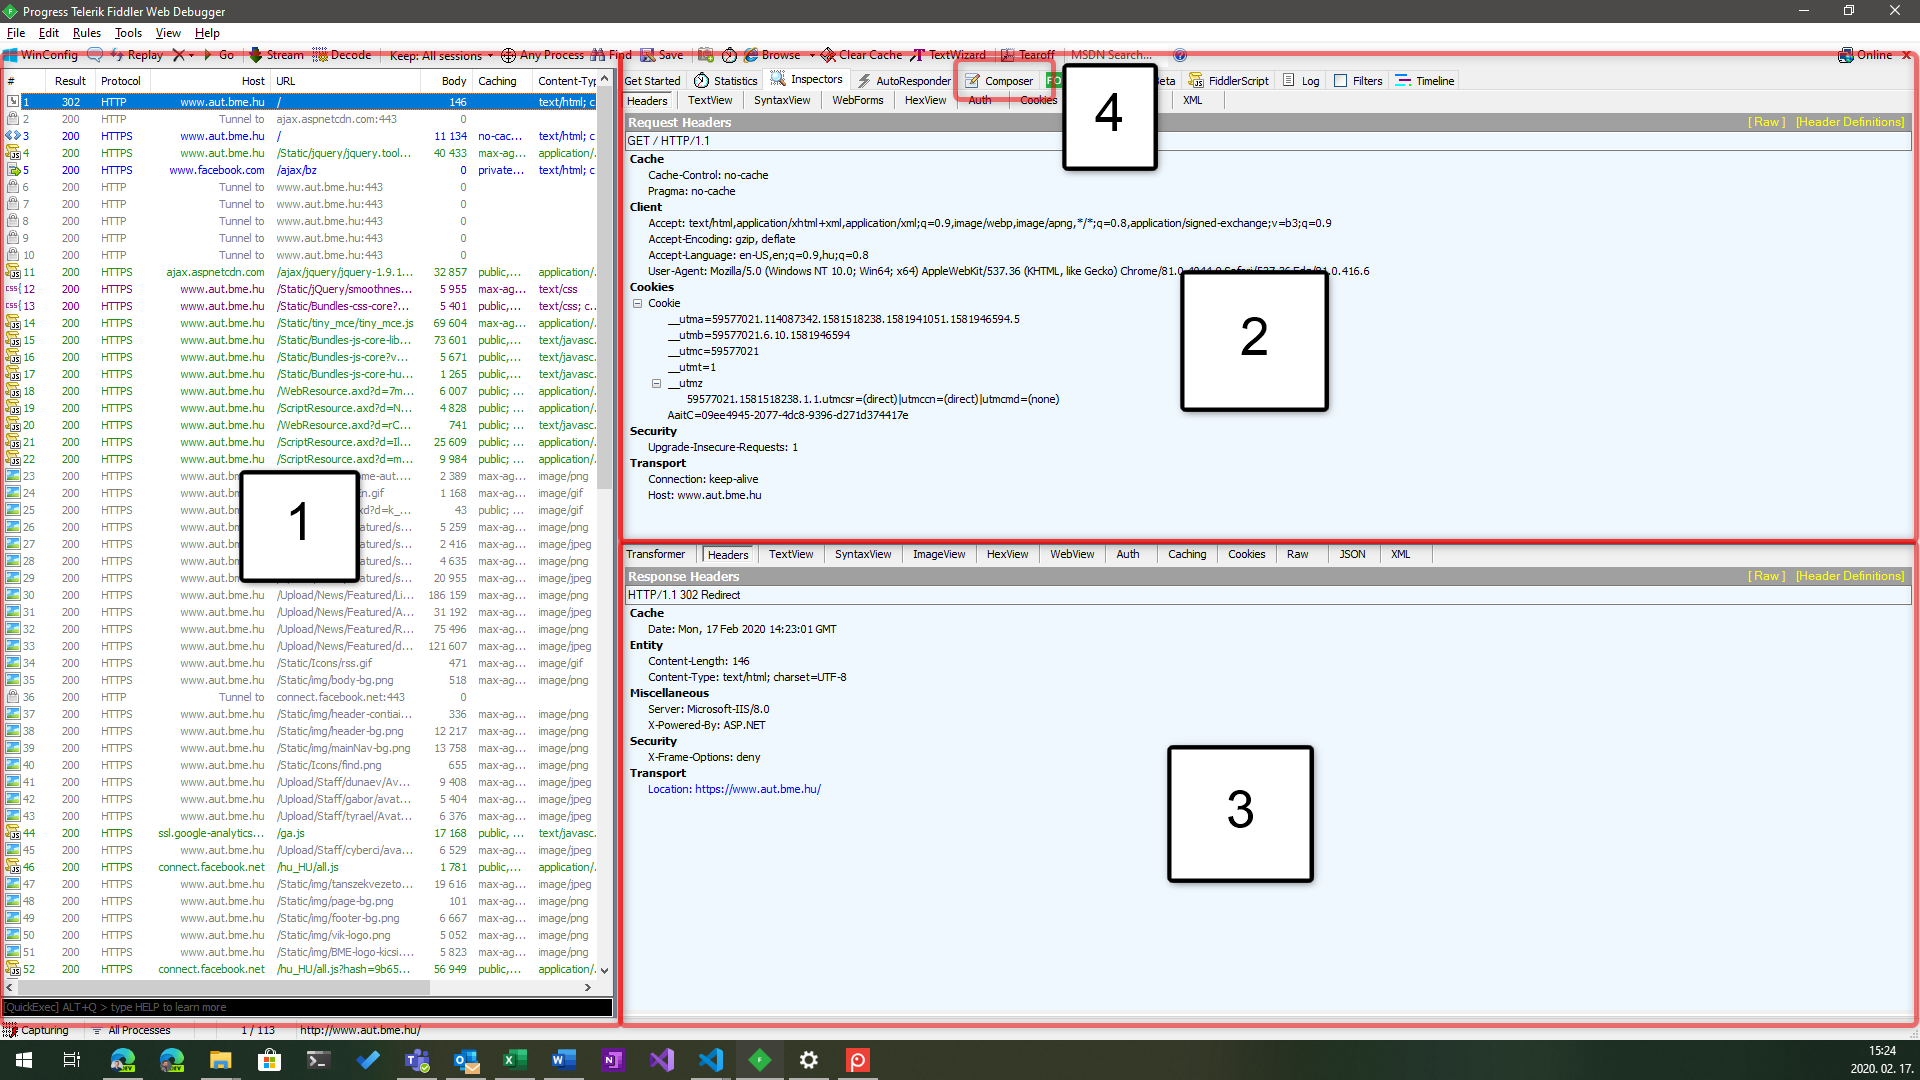 Progress Telerik Fiddler Web Debugger
File Edit Rules Tools View Help
WinConfig Replay Go Stream Decode Keep: All sessions Any Process Find Save Browse Clear Cache TextWizard Tearoff MSDN Search... Online
# Result Protocol Host URL Body Caching Content-Typ
1 302 HTTP www.aut.bme.hu / 146 text/html; c
2 200 HTTP Tunnel to ajax.aspnetcdn.com:443 0
3 200 HTTP www.aut.bme.hu / 11 134 no-cac... text/html; c
4 200 HTTPS www.aut.bme.hu /Static/jquery/jquery.tool... 40 433 max-ag... application/
5 200 HTTPS www.facebook.com /ajax/bz 0 private... text/html; c
6 200 HTTP Tunnel to www.aut.bme.hu:443 0
7 200 HTTP Tunnel to www.aut.bme.hu:443 0
8 200 HTTP Tunnel to www.aut.bme.hu:443 0
9 200 HTTP Tunnel to www.aut.bme.hu:443 0
10 200 HTTP Tunnel to www.aut.bme.hu:443 0
11 200 HTTPS ajax.aspnetcdn.com /ajax/jquery/jquery-1.9.1... 32 857 public,... application/.
12 200 HTTPS www.aut.bme.hu /Static/jQuery/smoothnes... 5 955 max-ag... text/css
13 200 HTTPS www.aut.bme.hu /Static/Bundles-css-core?... 5 401 public,... text/css; c..
14 200 HTTPS www.aut.bme.hu /Static/tiny_mce/tiny_mce.js 69 604 max-ag... application/.
15 200 HTTPS www.aut.bme.hu /Static/Bundles-js-core-lib... 73 601 public,... text/javasc.
16 200 HTTPS www.aut.bme.hu /Static/Bundles-js-core?v... 5 671 public,... text/javasc.
17 200 HTTPS www.aut.bme.hu /Static/Bundles-js-core-hu... 1 265 public,... text/javasc.
18 200 HTTPS www.aut.bme.hu /WebResource.axd?d=7m... 6 007 public; ... application/.
19 200 HTTPS www.aut.bme.hu /ScriptResource.axd?d=N... 4 828 public; ... application/.
20 200 HTTPS www.aut.bme.hu /WebResource.axd?d=rC... 741 public; ... text/javasc.
21 200 HTTPS www.aut.bme.hu /ScriptResource.axd?d=Il... 25 609 public; ... application/.
22 200 HTTPS www.aut.bme.hu /ScriptResource.axd?d=m... 9 984 public; ... application/.
23 200 HTTPS www.aut.bm me-aut.... 2 389 max-ag... image/png
24 200 HTTPS www.aut.bm n.gif 1 168 max-ag... image/gif
25 200 HTTPS www.aut.bm xd?d=k_... 43 public; ... image/gif
26 200 HTTPS www.aut.bm atured/s... 5 259 max-ag... image/png
27 200 HTTPS www.aut.bm atured/s... 2 416 max-ag... image/jpeg
28 200 HTTPS www.aut.bm atured/s... 4 635 max-ag... image/png
29 200 HTTPS www.aut.bm atured/s... 20 955 max-ag... image/jpeg
30 200 HTTPS www.aut.bme.hu /Upload/News/Featured/Li... 186 159 max-ag... image/png
31 200 HTTPS www.aut.bme.hu /Upload/News/Featured/A... 31 192 max-ag... image/jpeg
32 200 HTTPS www.aut.bme.hu /Upload/News/Featured/R... 75 496 max-ag... image/png
33 200 HTTPS www.aut.bme.hu /Upload/News/Featured/d... 121 607 max-ag... image/jpeg
34 200 HTTPS www.aut.bme.hu /Static/Icons/rss.gif 471 max-ag... image/gif
35 200 HTTPS www.aut.bme.hu /Static/img/body-bg.png 518 max-ag... image/png
36 200 HTTP Tunnel to connect.facebook.net:443 0
37 200 HTTPS www.aut.bme.hu /Static/img/header-contiai... 336 max-ag... image/png
38 200 HTTPS www.aut.bme.hu /Static/img/header-bg.png 12 217 max-ag... image/png
39 200 HTTPS www.aut.bme.hu /Static/img/mainNav-bg.png 13 758 max-ag... image/png
40 200 HTTPS www.aut.bme.hu /Static/Icons/find.png 655 max-ag... image/png
41 200 HTTPS www.aut.bme.hu /Upload/Staff/dunaev/Av... 9 408 max-ag... image/jpeg
42 200 HTTPS www.aut.bme.hu /Upload/Staff/gabor/avat... 5 404 max-ag... image/jpeg
43 200 HTTPS www.aut.bme.hu /Upload/Staff/tyrael/Avat... 6 376 max-ag... image/jpeg
44 200 HTTPS ssl.google-analytics... /ga.js 17 168 public, ... text/javasc.
45 200 HTTPS www.aut.bme.hu /Upload/Staff/cyberci/ava... 6 529 max-ag... image/jpeg
46 200 HTTPS connect.facebook.net /hu_HU/all.js 1 781 public,... application/.
47 200 HTTPS www.aut.bme.hu /Static/img/tanszekvezeto... 19 616 max-ag... image/jpeg
48 200 HTTPS www.aut.bme.hu /Static/img/page-bg.png 101 max-ag... image/png
49 200 HTTPS www.aut.bme.hu /Static/img/footer-bg.png 6 667 max-ag... image/png
50 200 HTTPS www.aut.bme.hu /Static/img/vik-logo.png 5 052 max-ag... image/png
51 200 HTTPS www.aut.bme.hu /Static/img/BME-logo-kicsi.... 5 823 max-ag... image/png
52 200 HTTPS connect.facebook.net /hu_HU/all.js?hash=9b65... 56 949 public,... application/.
[QuickExec] ALT+Q > type HELP to learn more
1
Get Started Statistics Inspectors AutoResponder Composer FO eta FiddlerScript Log Filters Timeline
Headers TextView SyntaxView WebForms HexView Auth Cookies XML
4
Request Headers [ Raw ] [Header Definitions]
GET / HTTP/1.1
Cache
Cache-Control: no-cache
Pragma: no-cache
Client
Accept: text/html,application/xhtml+xml,application/xml;q=0.9,image/webp,image/apng,*/*;q=0.8,application/signed-exchange;v=b3;q=0.9
Accept-Encoding: gzip, deflate
Accept-Language: en-US,en;q=0.9,hu;q=0.8
User-Agent: Mozilla/5.0 (Windows NT 10.0; Win64; x64) AppleWebKit/537.36 (KHTML, like Gecko) Chrome/81.0.4044.9 Safari/537.36 Edg/81.0.416.6
Cookies
Cookie
__utma=59577021.114087342.1581518238.1581941051.1581946594.5
__utmb=59577021.6.10.1581946594
__utmc=59577021
__utmt=1
__utmz
59577021.1581518238.1.1.utmcsr=(direct)|utmccn=(direct)|utmcmd=(none)
AaitC=09ee4945-2077-4dc8-9396-d271d374417e
Security
Upgrade-Insecure-Requests: 1
Transport
Connection: keep-alive
Host: www.aut.bme.hu
2
Transformer Headers TextView SyntaxView ImageView HexView WebView Auth Caching Cookies Raw JSON XML
Response Headers [ Raw ] [Header Definitions]
HTTP/1.1 302 Redirect
Cache
Date: Mon, 17 Feb 2020 14:23:01 GMT
Entity
Content-Length: 146
Content-Type: text/html; charset=UTF-8
Miscellaneous
Server: Microsoft-IIS/8.0
X-Powered-By: ASP.NET
Security
X-Frame-Options: deny
Transport
Location: https://www.aut.bme.hu/
3
Capturing All Processes 1 / 113 http://www.aut.bme.hu/
15:24
2020. 02. 17.